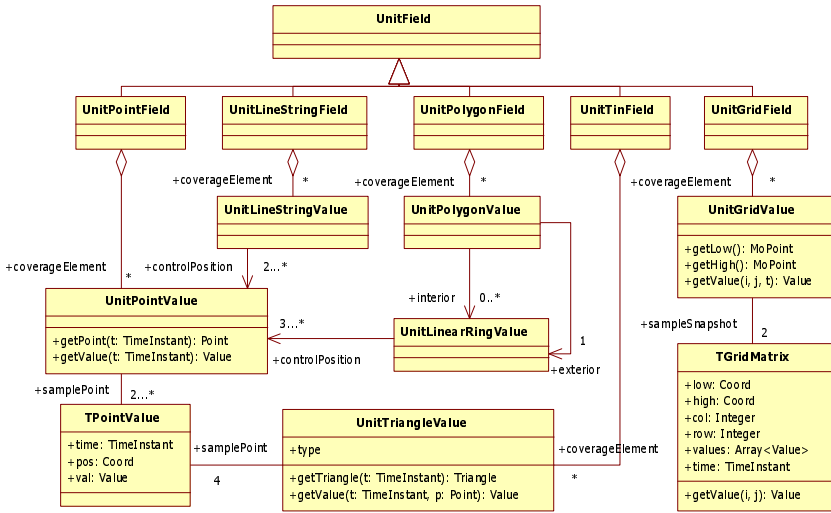 UnitField
UnitPointField
UnitLineStringField
UnitPolygonField
UnitTinField
UnitGridField
+coverageElement
*
+coverageElement
*
+coverageElement
*
UnitLineStringValue
UnitPolygonValue
UnitGridValue
+getLow(): MoPoint
+getHigh(): MoPoint
+getValue(i, j, t): Value
+coverageElement
*
+controlPosition
2...*
+interior
0..*
1
+exterior
UnitPointValue
+getPoint(t: TimeInstant): Point
+getValue(t: TimeInstant): Value
3...*
+controlPosition
UnitLinearRingValue
+sampleSnapshot
2
TGridMatrix
+low: Coord
+high: Coord
+col: Integer
+row: Integer
+values: Array<Value>
+time: TimeInstant
+getValue(i, j): Value
+samplePoint
2...*
TPointValue
+time: TimeInstant
+pos: Coord
+val: Value
+samplePoint
4
UnitTriangleValue
+type
+getTriangle(t: TimeInstant): Triangle
+getValue(t: TimeInstant, p: Point): Value
+coverageElement
*